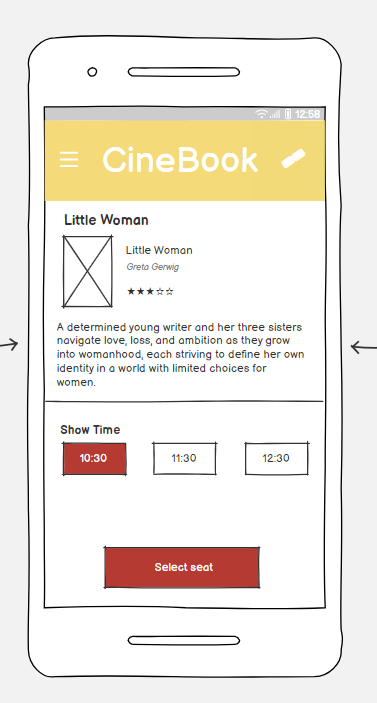 12:58
CineBook
Little Woman
Little Woman
Greta Gerwig
★★★☆☆
A determined young writer and her three sisters
navigate love, loss, and ambition as they grow
into womanhood, each striving to define her own
identity in a world with limited choices for
women.
Show Time
10:30 11:30 12:30
Select seat